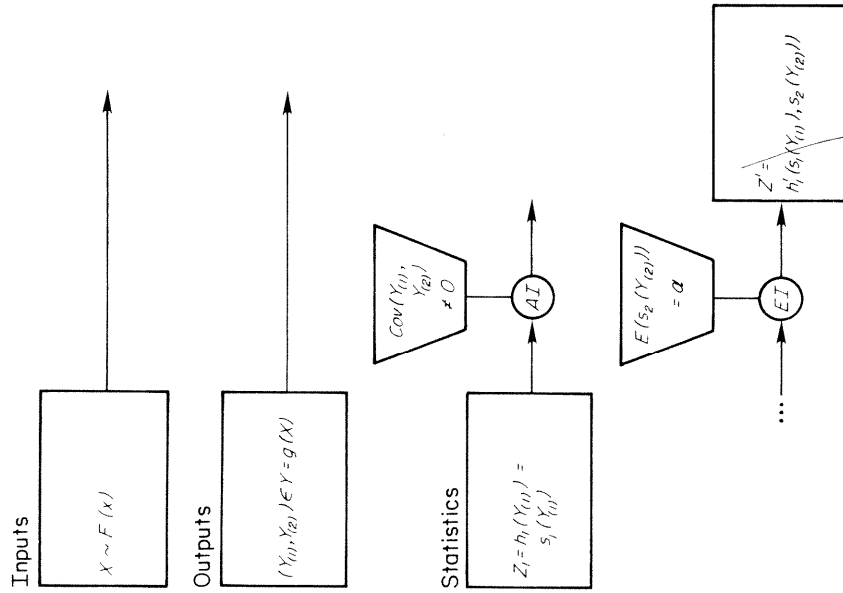 Inputs
X ~ F(x)
Outputs
(Y(1), Y(2)) ∈ Y = g(X)
Statistics
Z₁ = h₁(Y(1)) =
s₁(Y(1))
Cov(Y(1),
Y(2))
≠ 0
AI
...
E(s₂(Y(2)))
= a
EI
Z' =
h₁'(s₁(Y(1)), s₂(Y(2)))